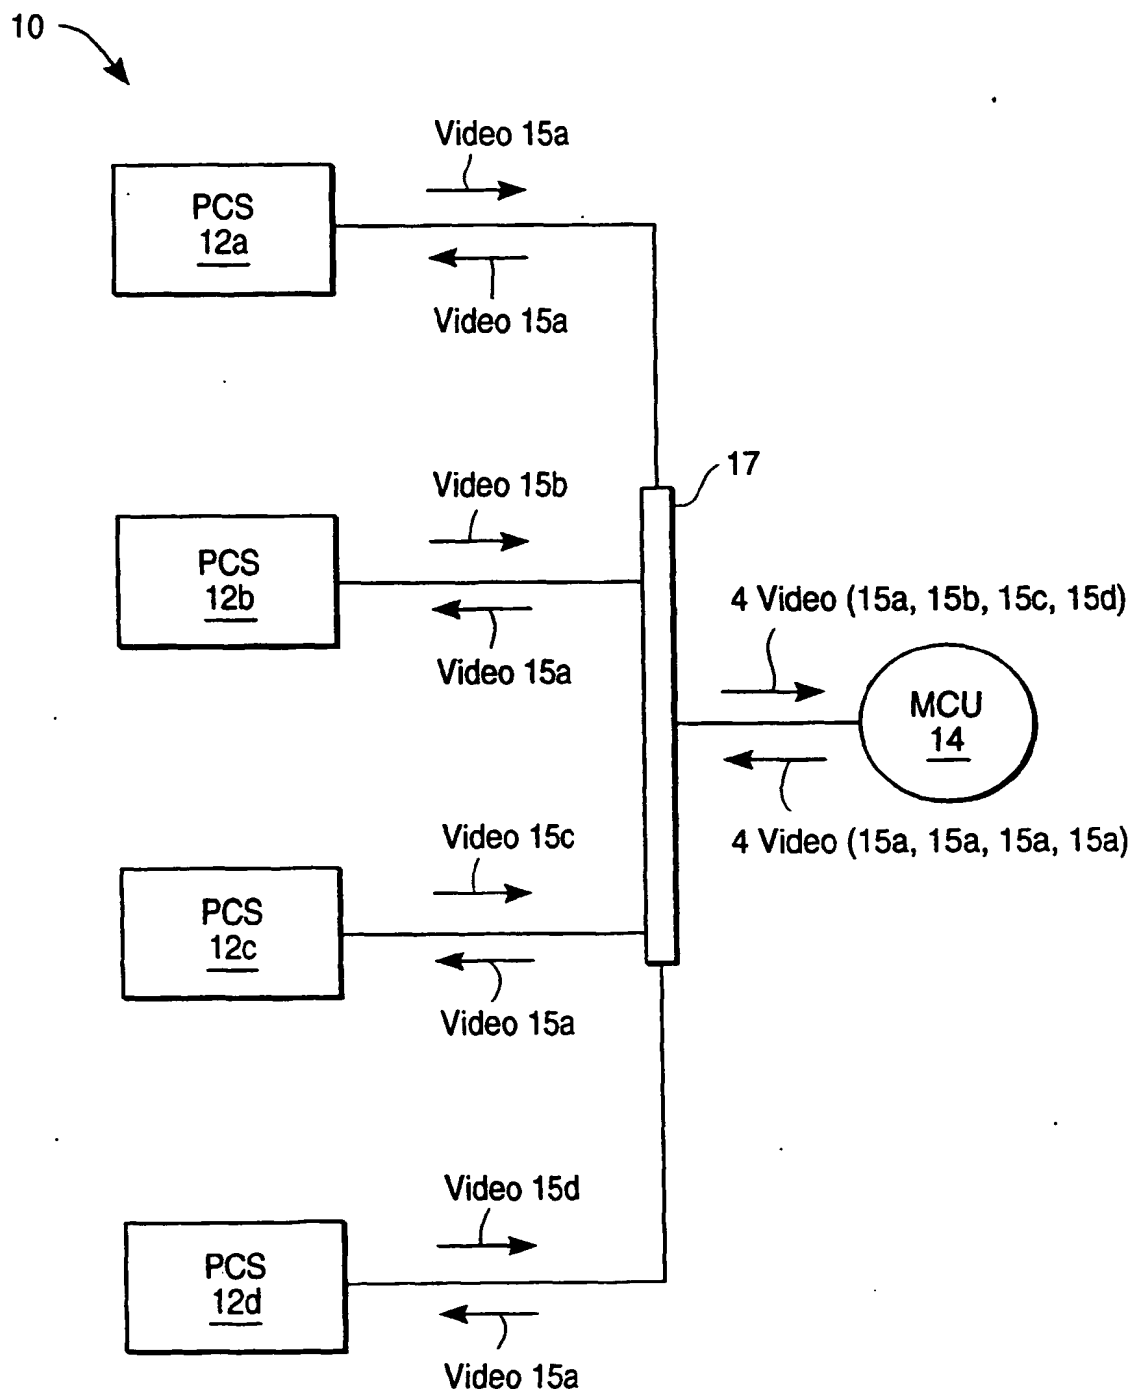 10
Video 15a
PCS
12a
Video 15a
Video 15b
17
PCS
12b
Video 15a
4 Video (15a, 15b, 15c, 15d)
MCU
14
4 Video (15a, 15a, 15a, 15a)
Video 15c
PCS
12c
Video 15a
Video 15d
PCS
12d
Video 15a